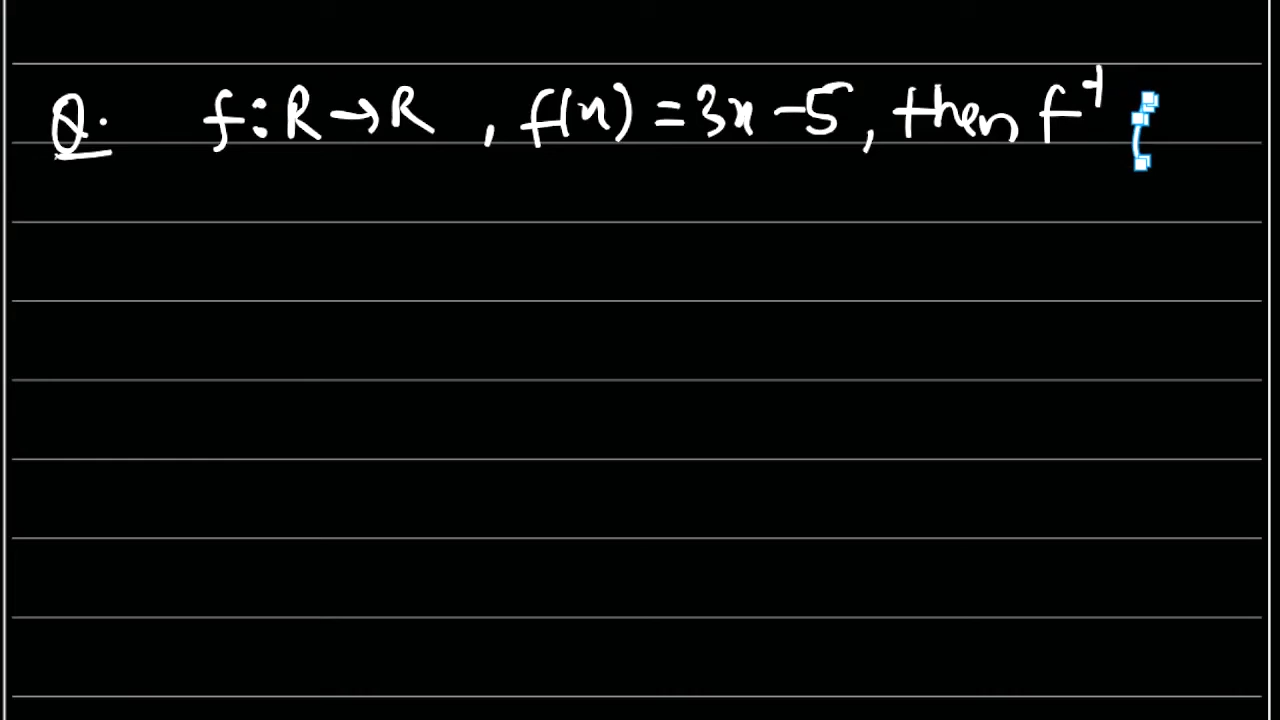 Q. f:R→R , f(x) = 3x - 5, then f⁻¹ (